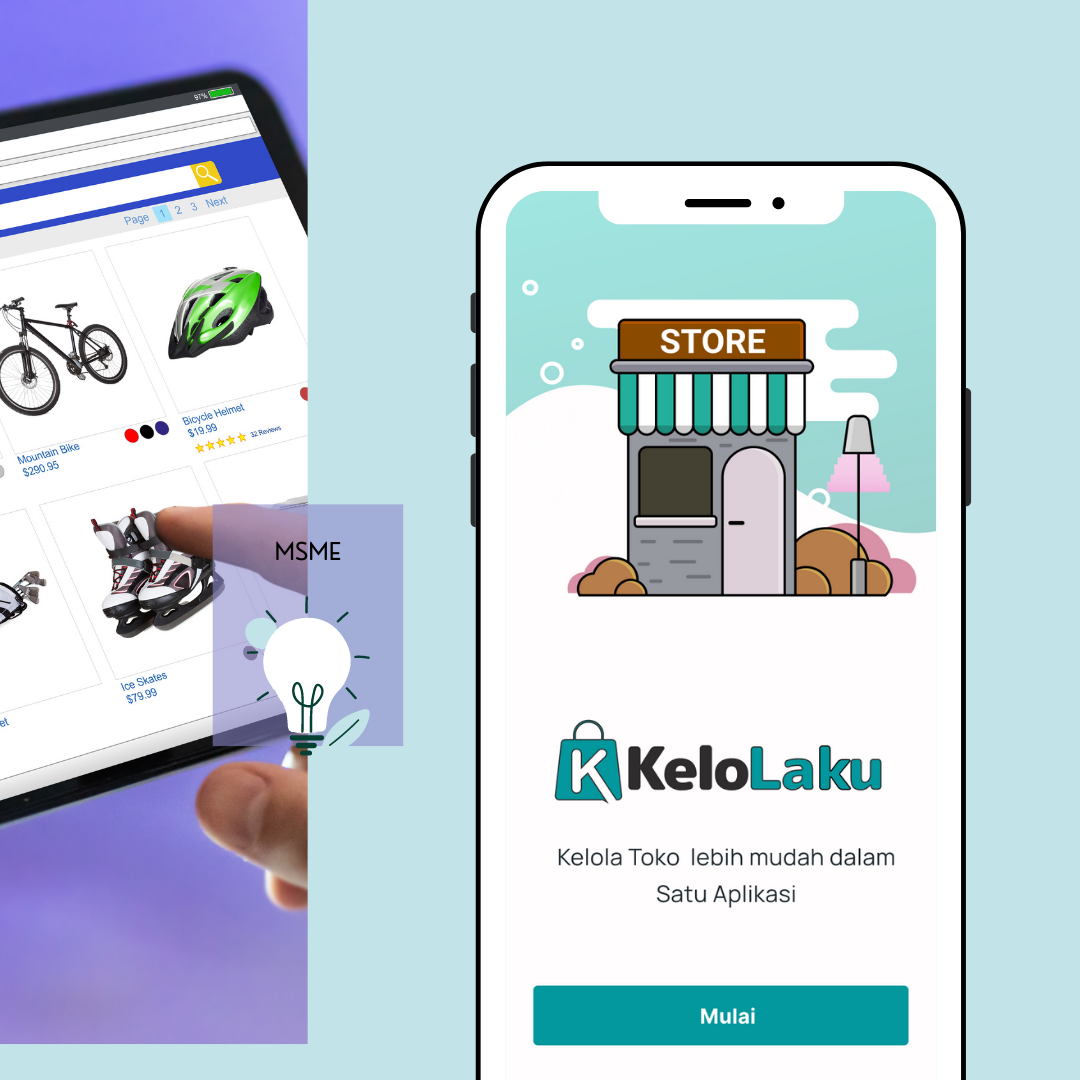 97%
Page 1 2 3 Next
Mountain Bike
$290.95
Bicycle Helmet
$19.99
32 Reviews
Ice Skates
$79.99
MSME
STORE
K KeloLaku
Kelola Toko lebih mudah dalam
Satu Aplikasi
Mulai